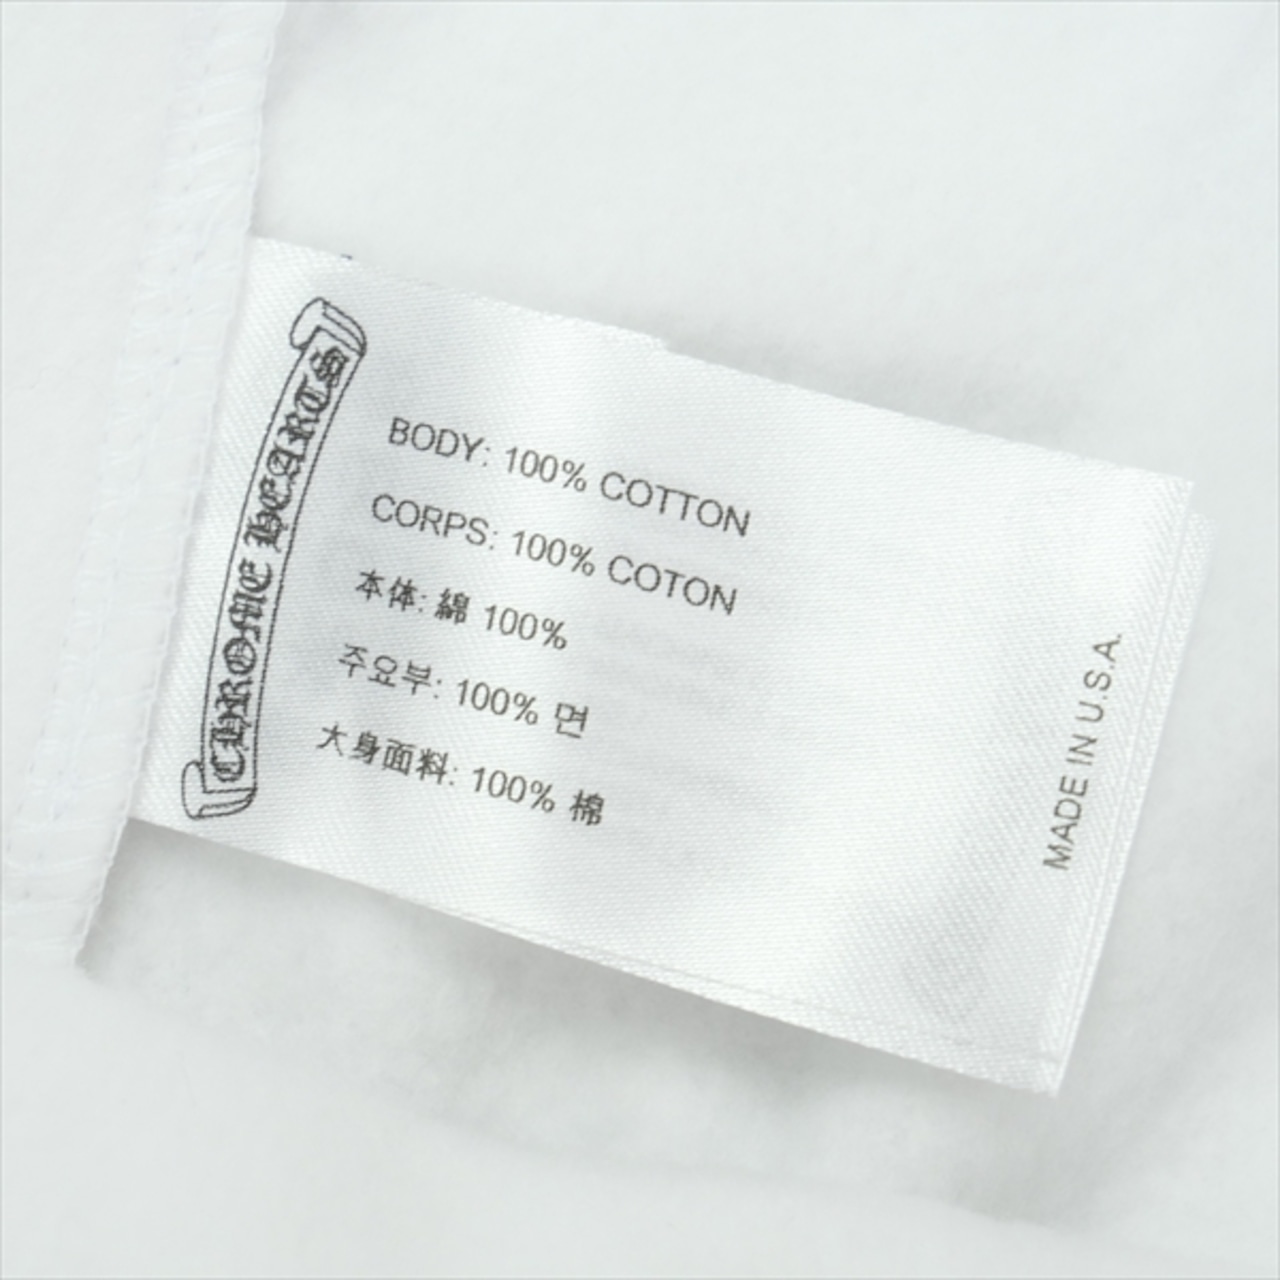 CHROME HEARTS
BODY: 100% COTTON
CORPS: 100% COTON
本体: 綿 100%
주요부: 100% 면
大身面料: 100% 棉
MADE IN U.S.A.